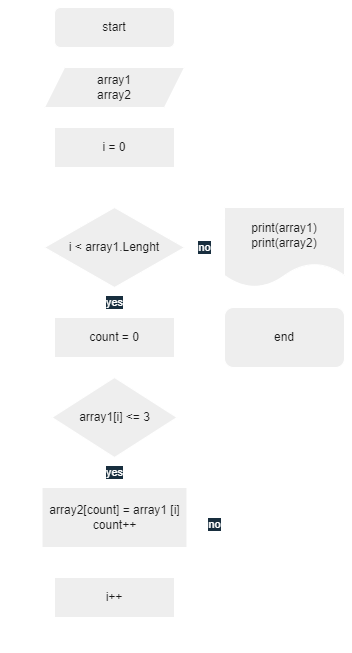 start
array1
array2
i = 0
i < array1.Lenght
no
print(array1)
print(array2)
yes
count = 0
end
array1[i] <= 3
yes
array2[count] = array1 [i]
count++
no
i++